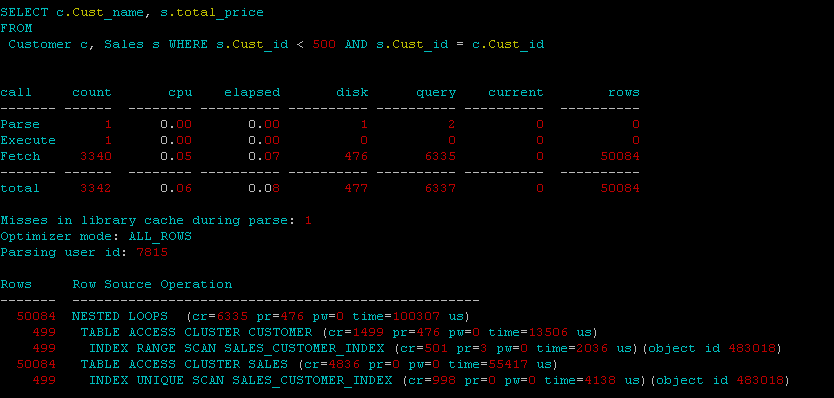 SELECT c.Cust_name, s.total_price
FROM
Customer c, Sales s WHERE s.Cust_id < 500 AND s.Cust_id = c.Cust_id
call count cpu elapsed disk query current rows
------- ------ -------- ---------- ---------- ---------- ---------- ----------
Parse 1 0.00 0.00 1 2 0 0
Execute 1 0.00 0.00 0 0 0 0
Fetch 3340 0.05 0.07 476 6335 0 50084
------- ------ -------- ---------- ---------- ---------- ---------- ----------
total 3342 0.06 0.08 477 6337 0 50084
Misses in library cache during parse: 1
Optimizer mode: ALL_ROWS
Parsing user id: 7815
Rows Row Source Operation
------- ---------------------------------------------------
50084 NESTED LOOPS (cr=6335 pr=476 pw=0 time=100307 us)
499 TABLE ACCESS CLUSTER CUSTOMER (cr=1499 pr=476 pw=0 time=13506 us)
499 INDEX RANGE SCAN SALES_CUSTOMER_INDEX (cr=501 pr=3 pw=0 time=2036 us)(object id 483018)
50084 TABLE ACCESS CLUSTER SALES (cr=4836 pr=0 pw=0 time=55417 us)
499 INDEX UNIQUE SCAN SALES_CUSTOMER_INDEX (cr=998 pr=0 pw=0 time=4138 us)(object id 483018)